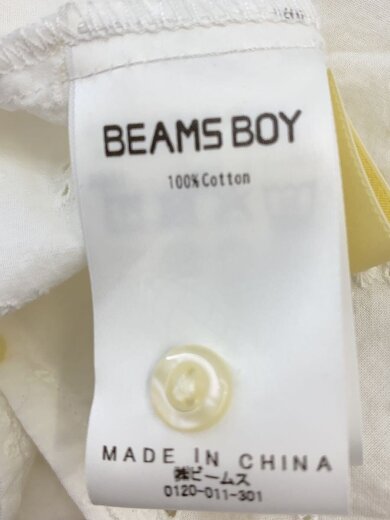 BEAMS BOY
100%Cotton
MADE IN CHINA
㈱ビームス
0120-011-301